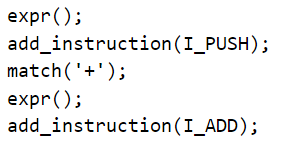 expr();
add_instruction(I_PUSH);
match('+');
expr();
add_instruction(I_ADD);